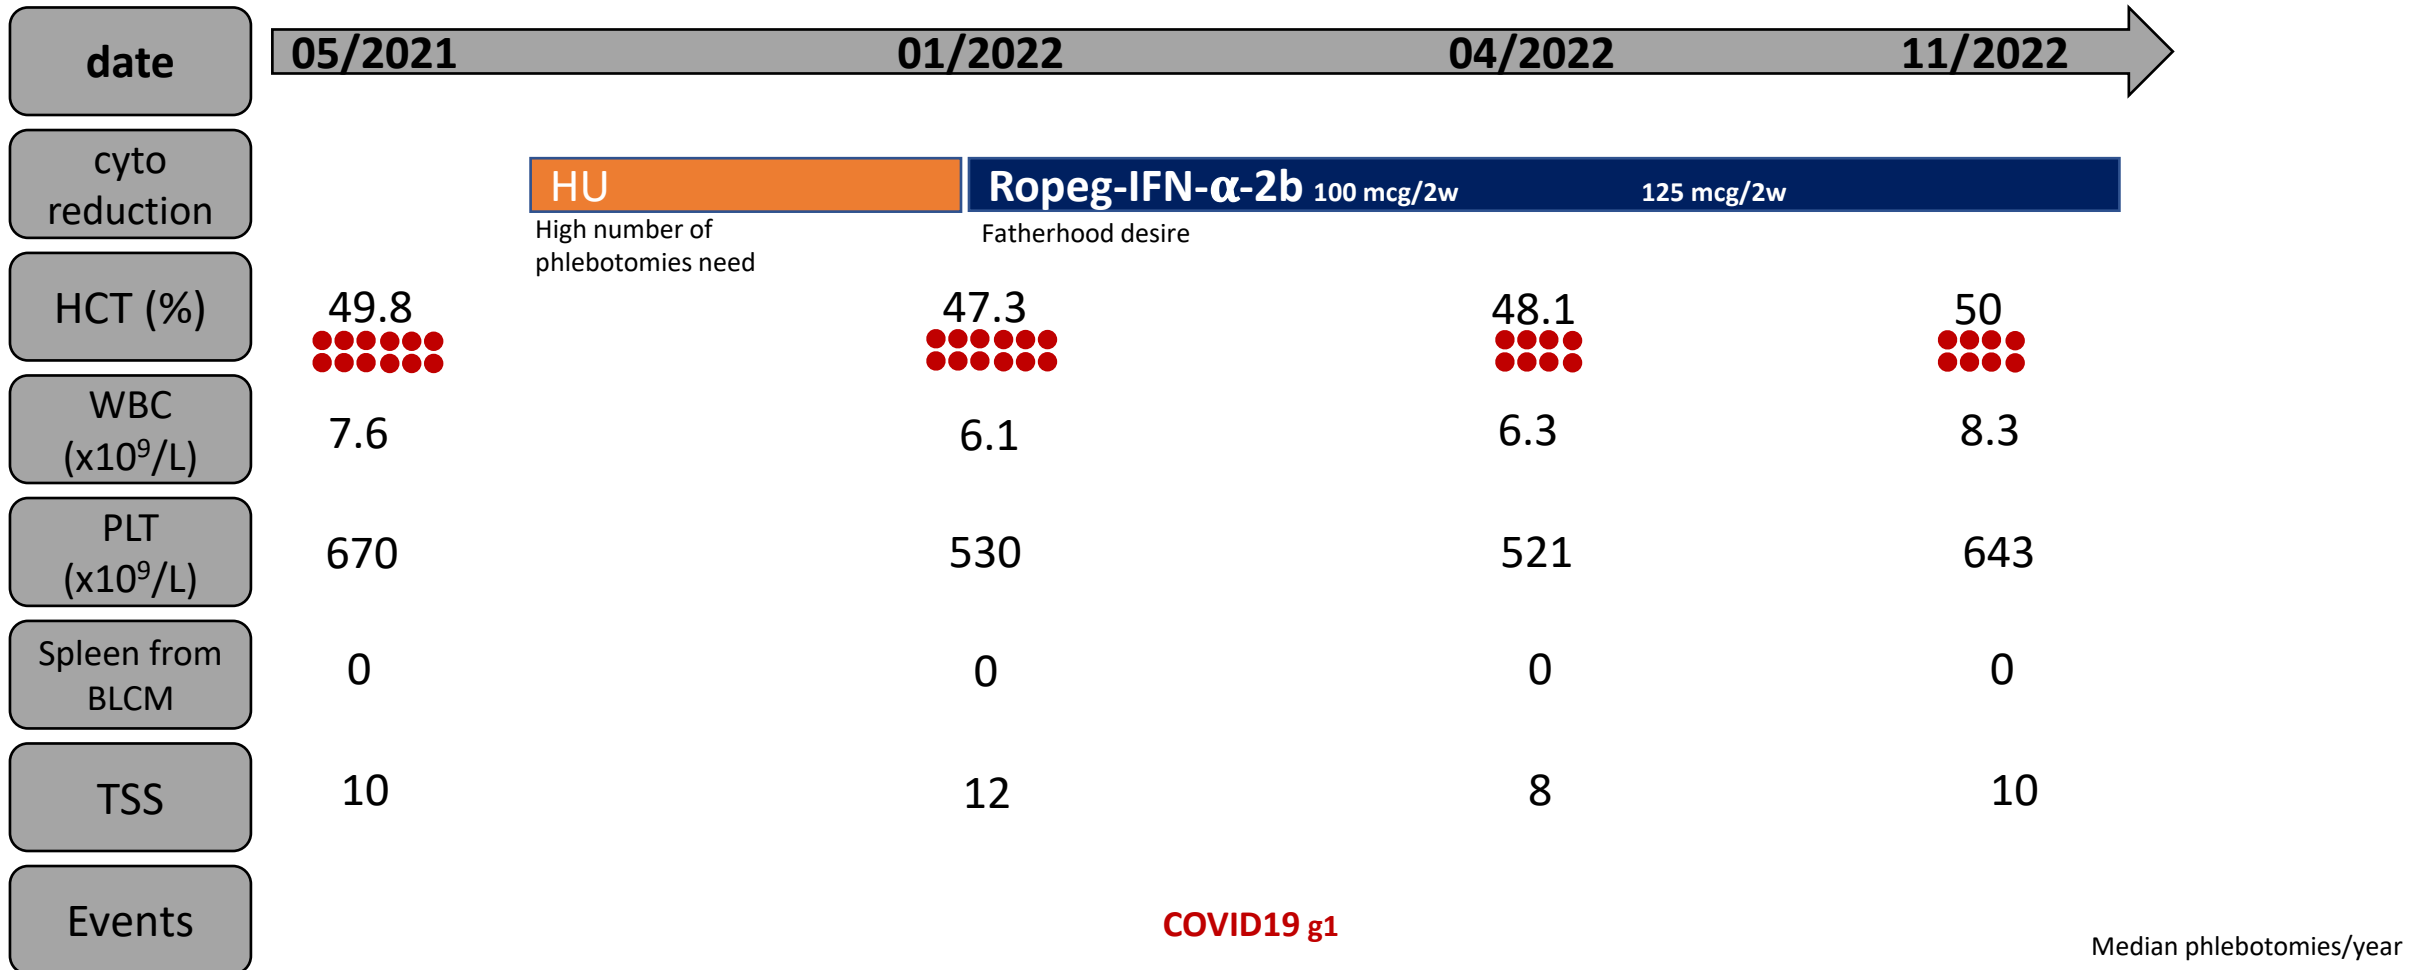 date
05/2021 01/2022 04/2022 11/2022
cyto
reduction
HU
Ropeg-IFN-α-2b 100 mcg/2w 125 mcg/2w
High number of
phlebotomies need
Fatherhood desire
HCT (%)
49.8 47.3 48.1 50
WBC
(x10⁹/L)
7.6 6.1 6.3 8.3
PLT
(x10⁹/L)
670 530 521 643
Spleen from
BLCM
0 0 0 0
TSS
10 12 8 10
Events
COVID19 g1
Median phlebotomies/year